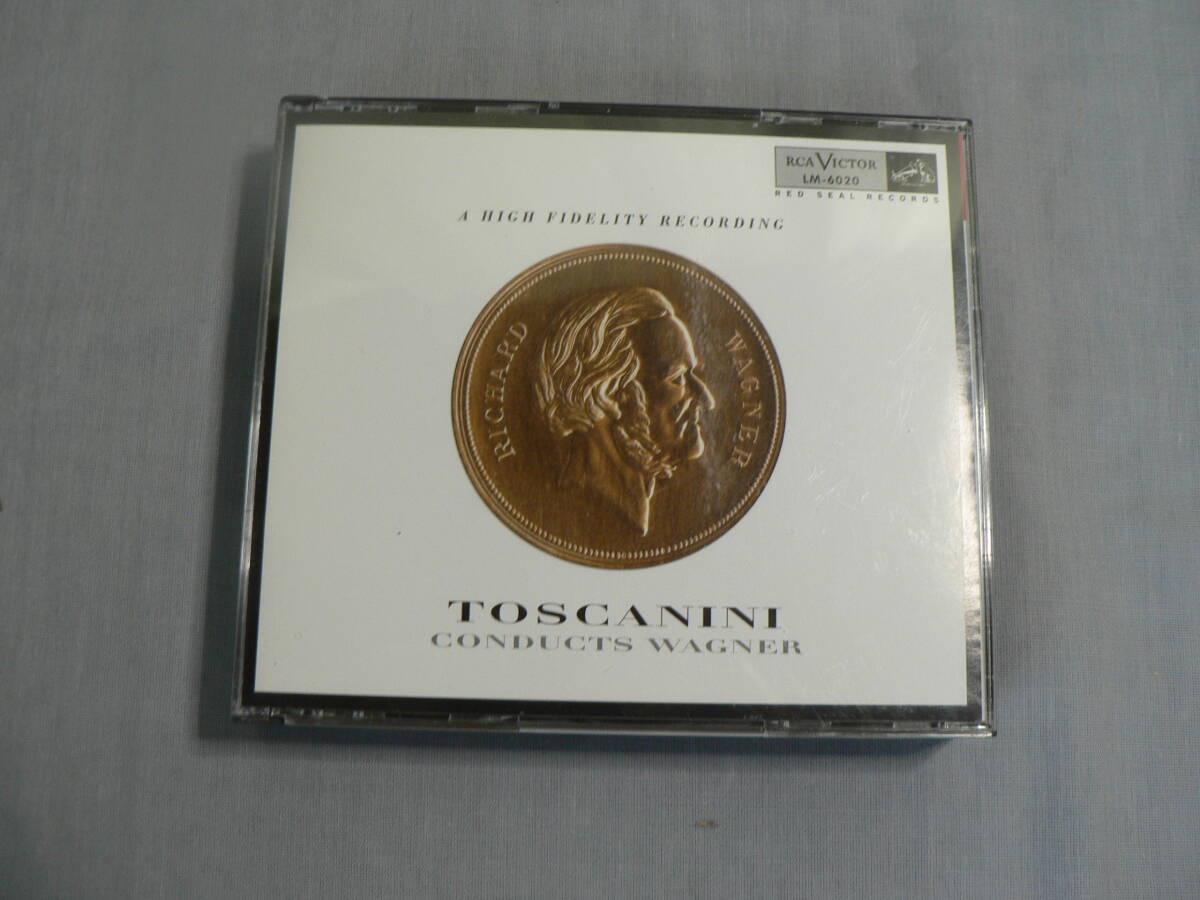 RCA VICTOR
LM-6020
RED SEAL RECORDS
A HIGH FIDELITY RECORDING
RICHARD WAGNER
TOSCANINI
CONDUCTS WAGNER